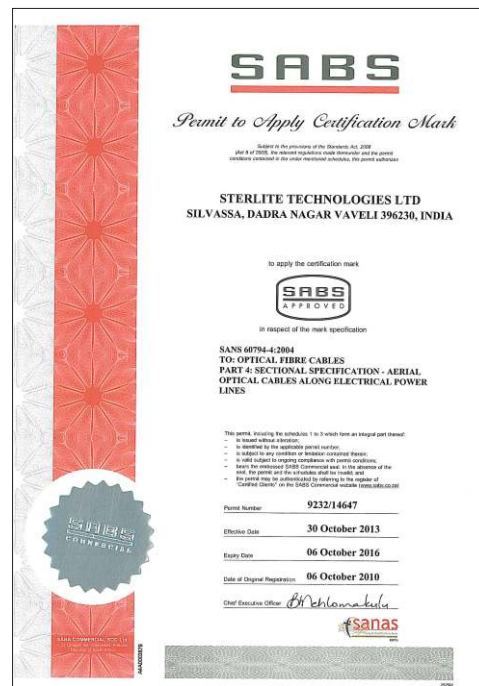 SABS
Permit to Apply Certification Mark
Subject to the provisions of the Standards Act, 2008
(Act 8 of 2008), the relevant regulations made thereunder and the permit
conditions contained in the under mentioned schedules, this permit authorizes
STERLITE TECHNOLOGIES LTD
SILVASSA, DADRA NAGAR VAVELI 396230, INDIA
to apply the certification mark
SABS
APPROVED
in respect of the mark specification
SANS 60794-4:2004
TO: OPTICAL FIBRE CABLES
PART 4: SECTIONAL SPECIFICATION - AERIAL
OPTICAL CABLES ALONG ELECTRICAL POWER
LINES
This permit, including the schedules 1 to 3 which form an integral part thereof:
- is issued without alteration;
- is identified by the applicable permit number;
- is subject to any condition or limitation contained therein;
- is valid subject to ongoing compliance with permit conditions;
- bears the embossed SABS Commercial seal. In the absence of the
seal, the permit and the schedules shall be invalid; and
- the permit may be authenticated by referring to the register of
"Certified Clients" on the SABS Commercial website (www.sabs.co.za)
Permit Number 9232/14647
Effective Date 30 October 2013
Expiry Date 06 October 2016
Date of Original Registration 06 October 2010
Chief Executive Officer
sanas
SABS
COMMERCIAL
SABS COMMERCIAL SOC Ltd